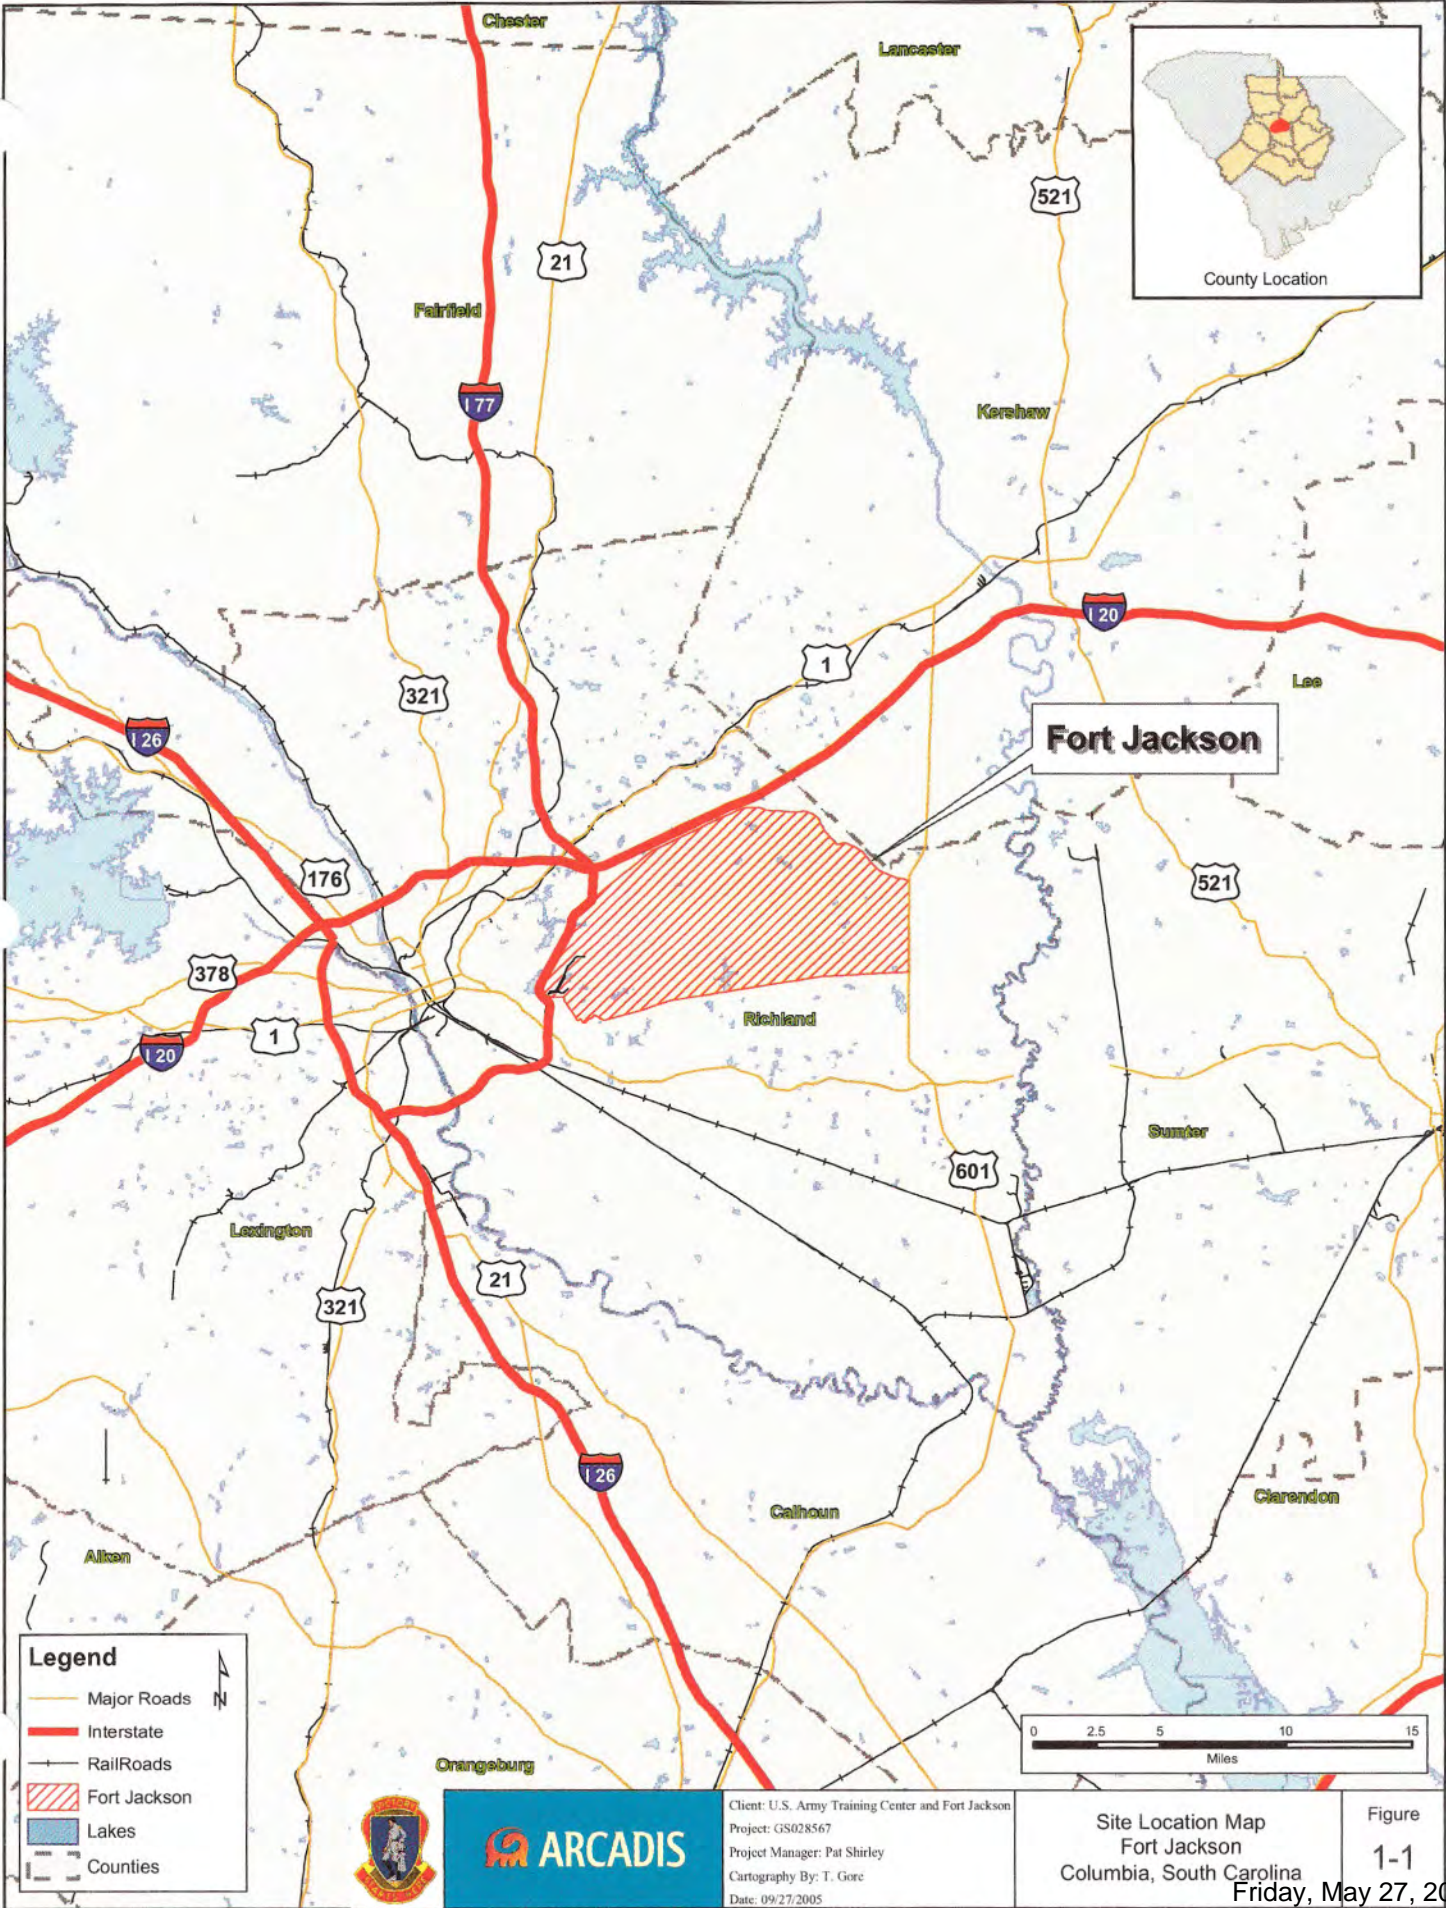 Chester
Lancaster
521
County Location
21
Fairfield
I 77
Kershaw
I 20
1
Lee
321
I 26
Fort Jackson
176
521
378
Richland
1
I 20
Sumter
601
Lexington
21
321
I 26
Clarendon
Calhoun
Aiken
Legend
N
Major Roads
Interstate
RailRoads
Fort Jackson
Lakes
Counties
Orangeburg
0 2.5 5 10 15
Miles
VICTORY
STARTS HERE
ARCADIS
Client: U.S. Army Training Center and Fort Jackson
Project: GS028567
Project Manager: Pat Shirley
Cartography By: T. Gore
Date: 09/27/2005
Site Location Map
Fort Jackson
Columbia, South Carolina
Figure
1-1
Friday, May 27, 20